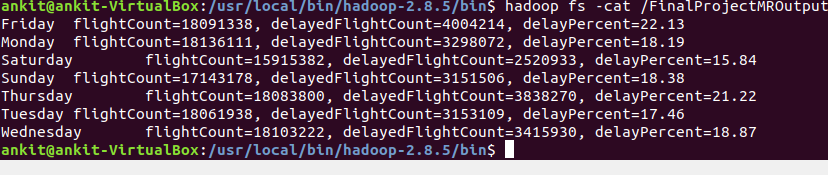 ankit@ankit-VirtualBox:/usr/local/bin/hadoop-2.8.5/bin$ hadoop fs -cat /FinalProjectMROutput
Friday  flightCount=18091338, delayedFlightCount=4004214, delayPercent=22.13
Monday  flightCount=18136111, delayedFlightCount=3298072, delayPercent=18.19
Saturday        flightCount=15915382, delayedFlightCount=2520933, delayPercent=15.84
Sunday  flightCount=17143178, delayedFlightCount=3151506, delayPercent=18.38
Thursday        flightCount=18083800, delayedFlightCount=3838270, delayPercent=21.22
Tuesday flightCount=18061938, delayedFlightCount=3153109, delayPercent=17.46
Wednesday       flightCount=18103222, delayedFlightCount=3415930, delayPercent=18.87
ankit@ankit-VirtualBox:/usr/local/bin/hadoop-2.8.5/bin$